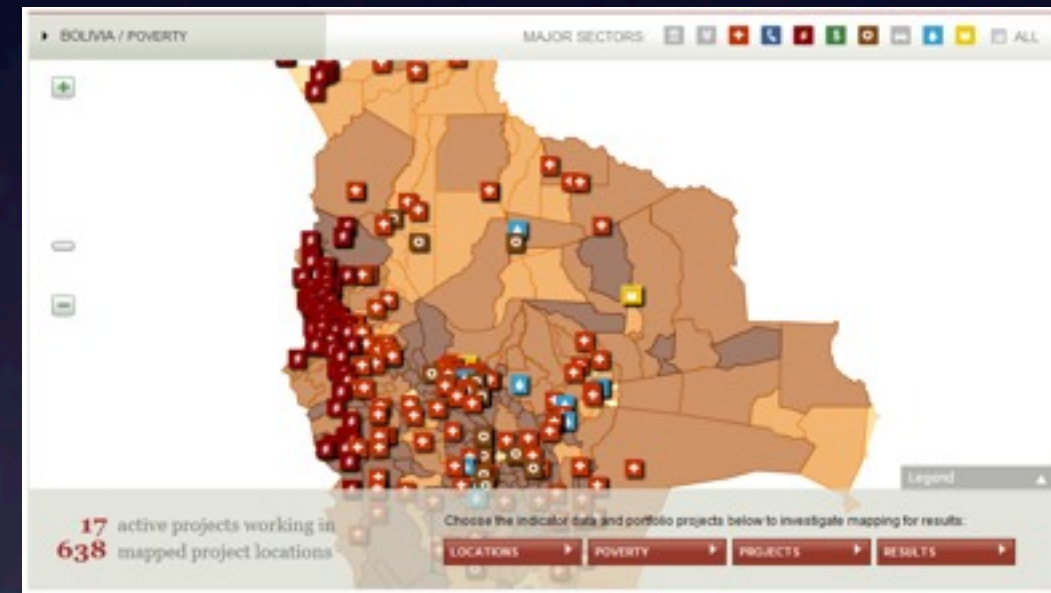 BOLIVIA / POVERTY
MAJOR SECTORS:
ALL
Legend
17 active projects working in
638 mapped project locations
Choose the indicator data and portfolio projects below to investigate mapping for results:
LOCATIONS
POVERTY
PROJECTS
RESULTS